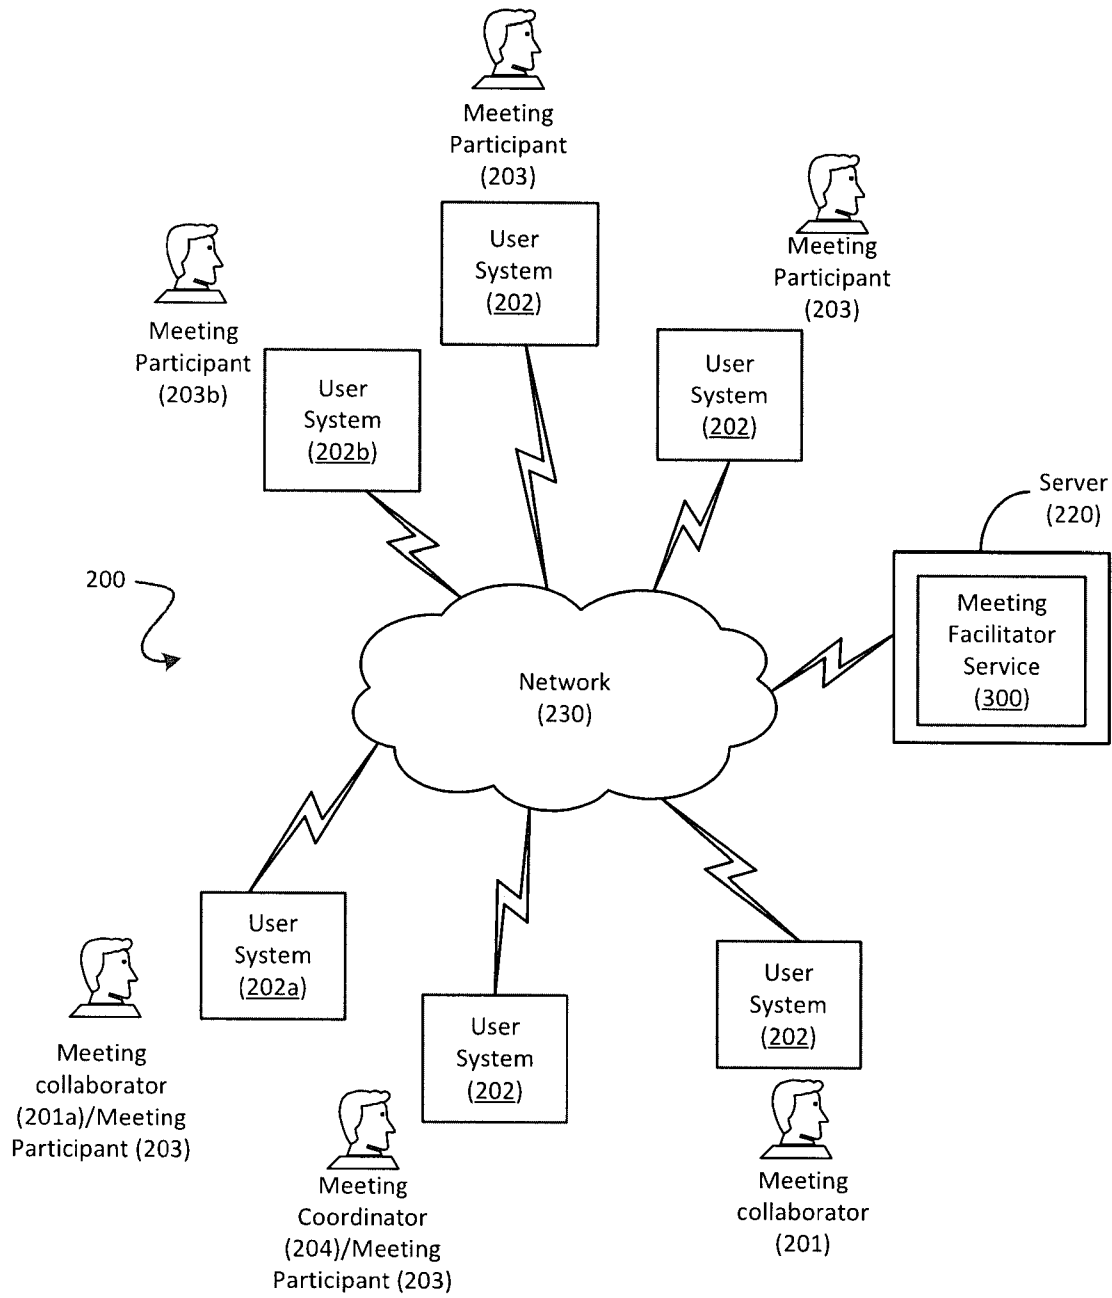 Meeting
Participant
(203)
User
System
(202)
Meeting
Participant
(203)
User
System
(202)
Meeting
Participant
(203b)
User
System
(202b)
Server
(220)
Meeting
Facilitator
Service
(300)
200
Network
(230)
User
System
(202a)
Meeting
collaborator
(201a)/Meeting
Participant (203)
User
System
(202)
Meeting
Coordinator
(204)/Meeting
Participant (203)
User
System
(202)
Meeting
collaborator
(201)